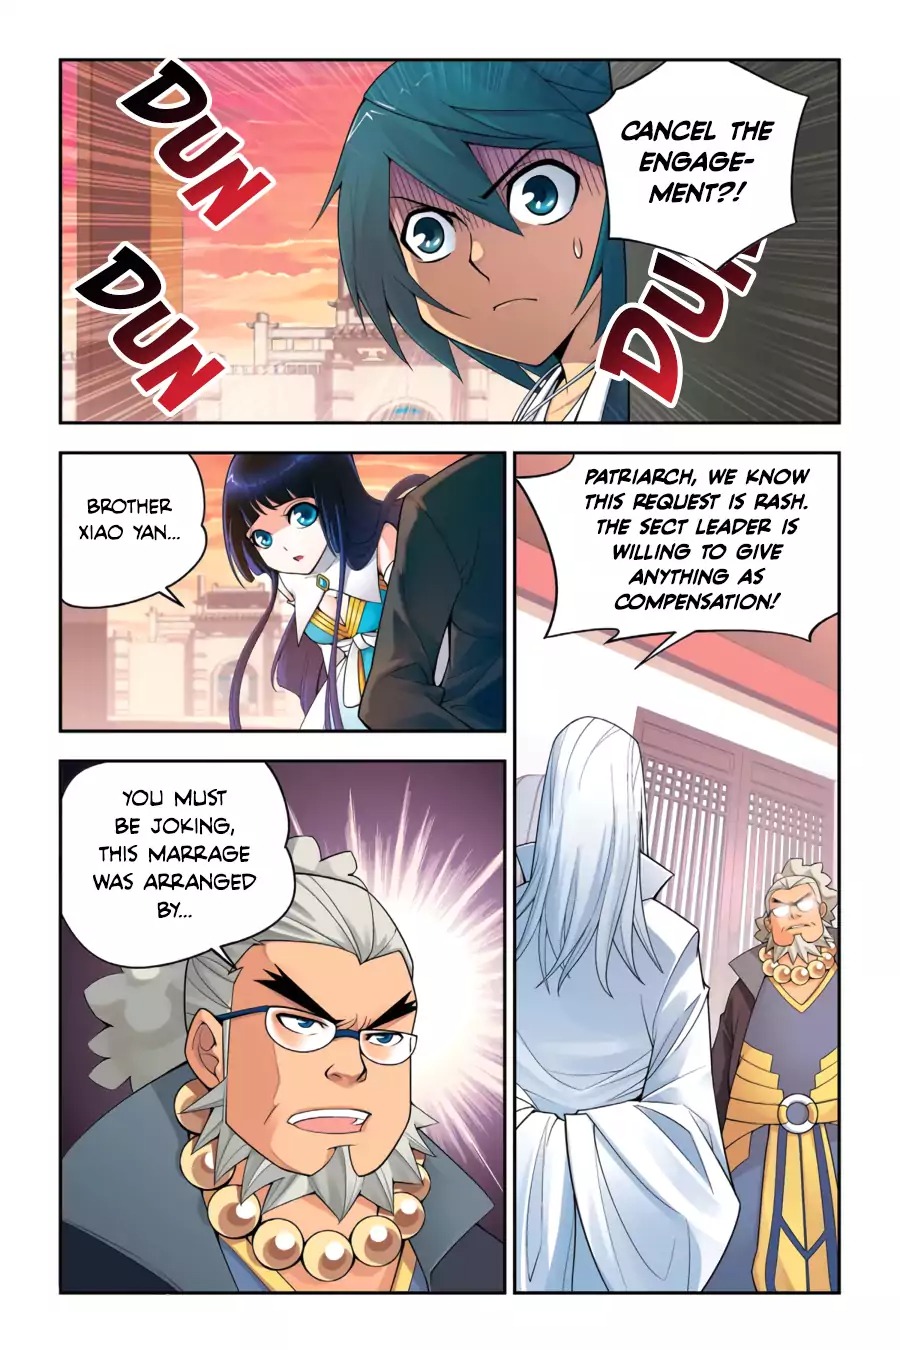 DUN
DUN
CANCEL THE
ENGAGE-
MENT?!
DUN
BROTHER
XIAO YAN...
PATRIARCH, WE KNOW
THIS REQUEST IS RASH.
THE SECT LEADER IS
WILLING TO GIVE
ANYTHING AS
COMPENSATION!
YOU MUST
BE JOKING,
THIS MARRAGE
WAS ARRANGED
BY...